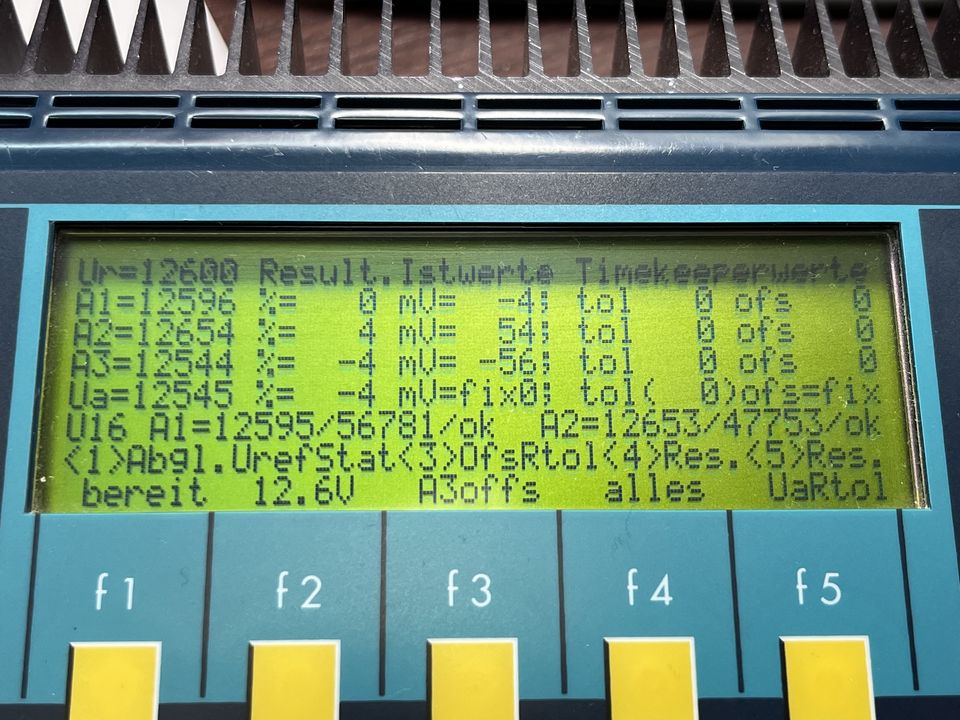 Ur=12600 Result.Istwerte Timekeeperwerte
A1=12596 %= 0 mV= -4: tol 0 ofs 0
A2=12654 %= 4 mV= 54: tol 0 ofs 0
A3=12544 %= -4 mV= -56: tol 0 ofs 0
Ua=12545 %= -4 mV=fix0: tol( 0)ofs=fix
U16 A1=12595/56781/ok A2=12653/47753/ok
<1>Abgl.UrefStat<3>OfsRtol<4>Res.<5>Res.
bereit 12.6V A3offs alles UaRtol
f1 f2 f3 f4 f5